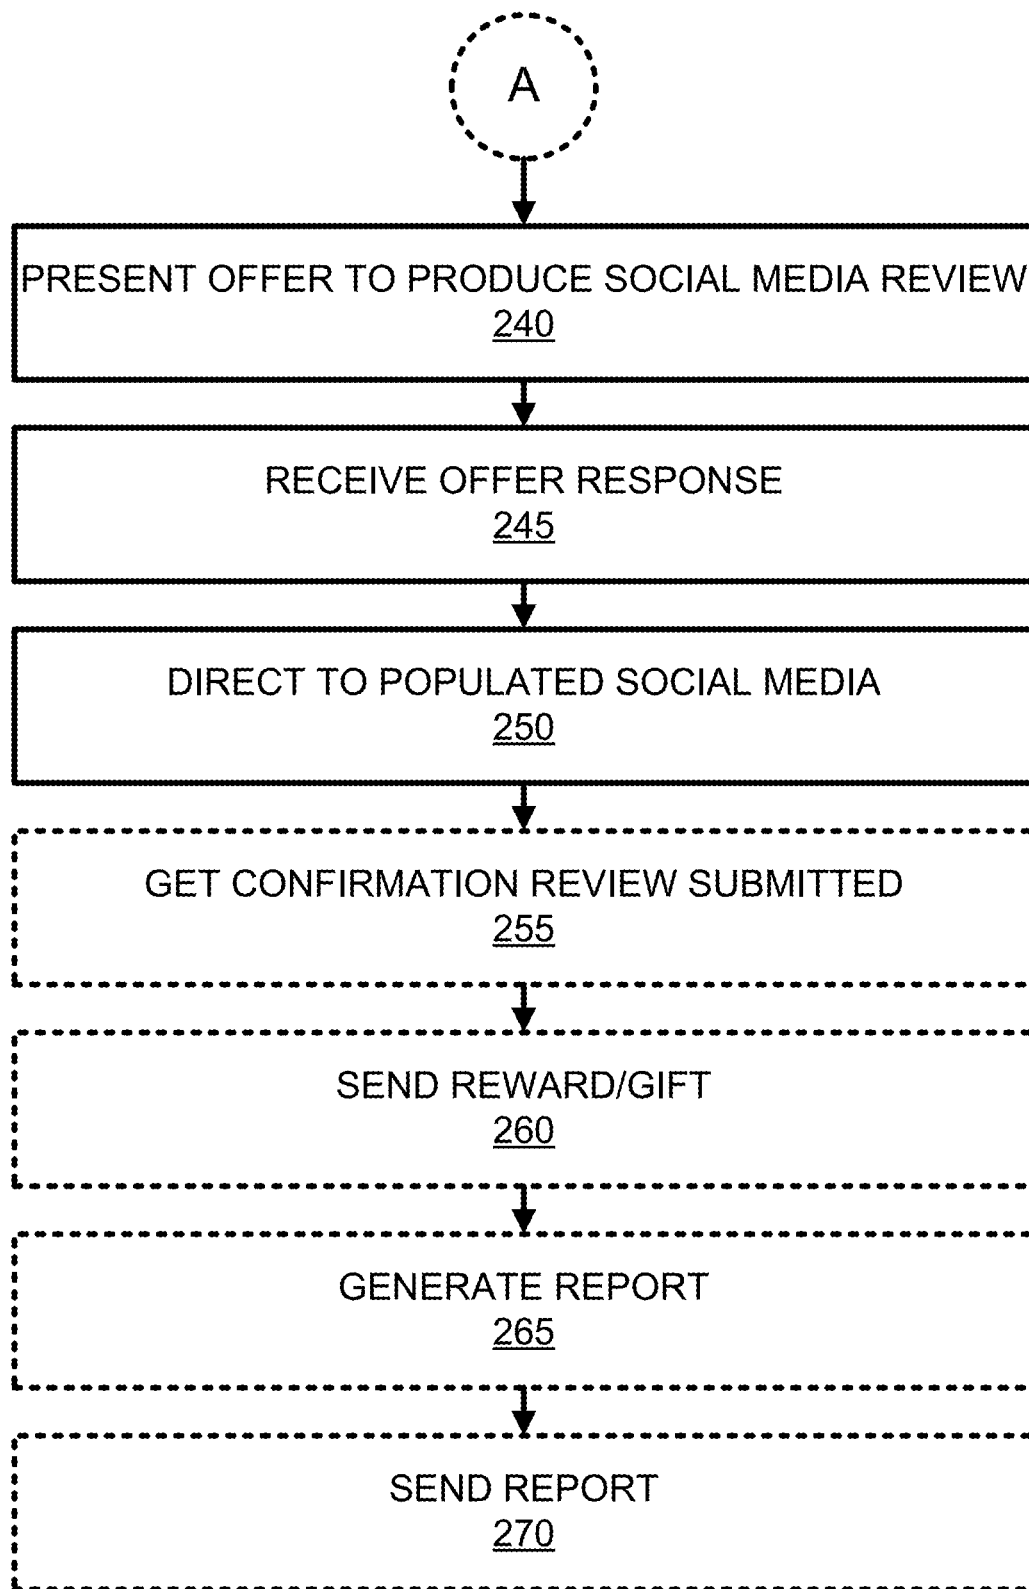 A
PRESENT OFFER TO PRODUCE SOCIAL MEDIA REVIEW
240
RECEIVE OFFER RESPONSE
245
DIRECT TO POPULATED SOCIAL MEDIA
250
GET CONFIRMATION REVIEW SUBMITTED
255
SEND REWARD/GIFT
260
GENERATE REPORT
265
SEND REPORT
270